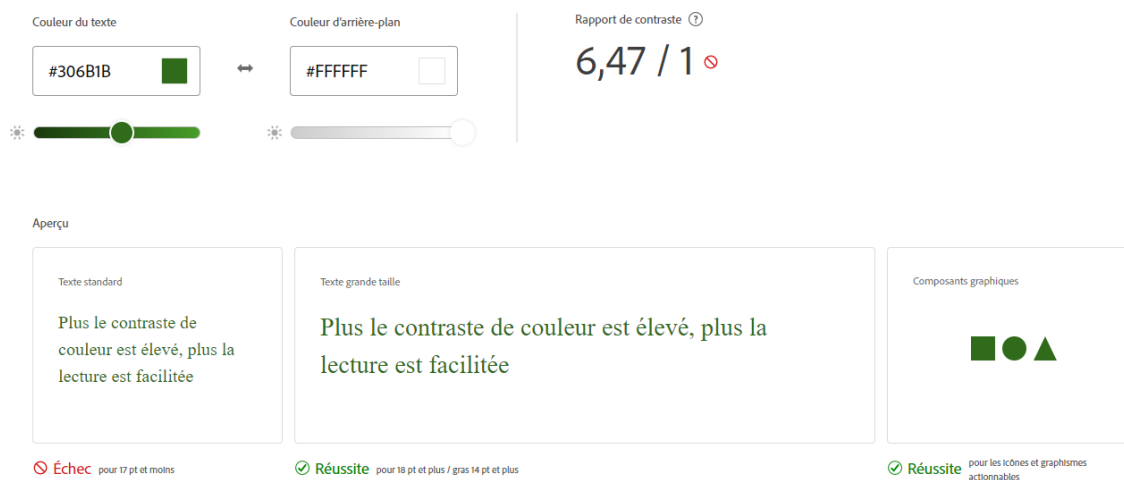 Couleur du texte
Couleur d'arrière-plan
Rapport de contraste ?
#306B1B
#FFFFFF
6,47 / 1
Aperçu
Texte standard
Plus le contraste de
couleur est élevé, plus la
lecture est facilitée
Texte grande taille
Plus le contraste de couleur est élevé, plus la
lecture est facilitée
Composants graphiques
Échec pour 17 pt et moins
Réussite pour 18 pt et plus / gras 14 pt et plus
Réussite pour les icônes et graphismes
actionnables